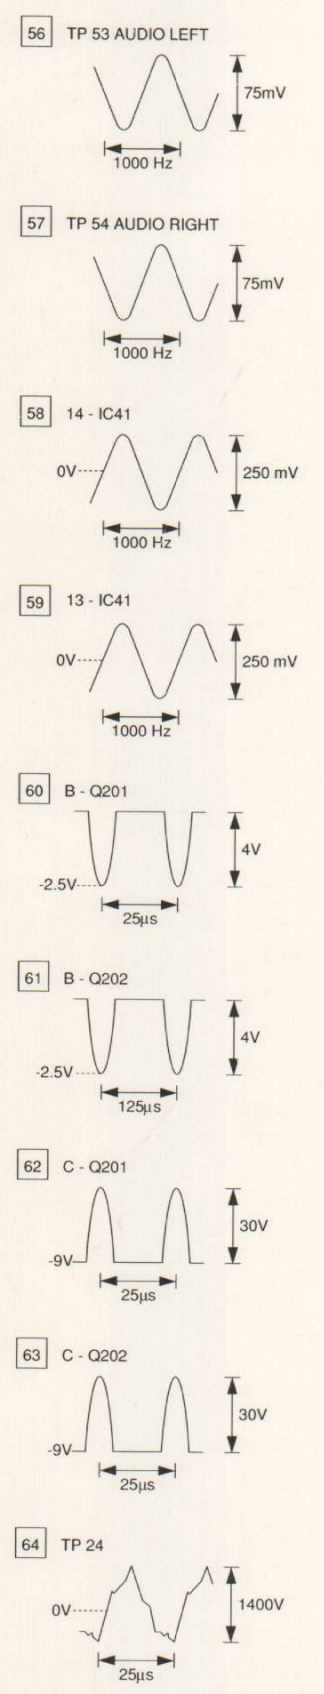 56 TP 53 AUDIO LEFT
75mV
1000 Hz
57 TP 54 AUDIO RIGHT
75mV
1000 Hz
58 14 - IC41
0V
250 mV
1000 Hz
59 13 - IC41
0V
250 mV
1000 Hz
60 B - Q201
4V
-2.5V
25µs
61 B - Q202
4V
-2.5V
125µs
62 C - Q201
30V
-9V
25µs
63 C - Q202
30V
-9V
25µs
64 TP 24
0V
1400V
25µs